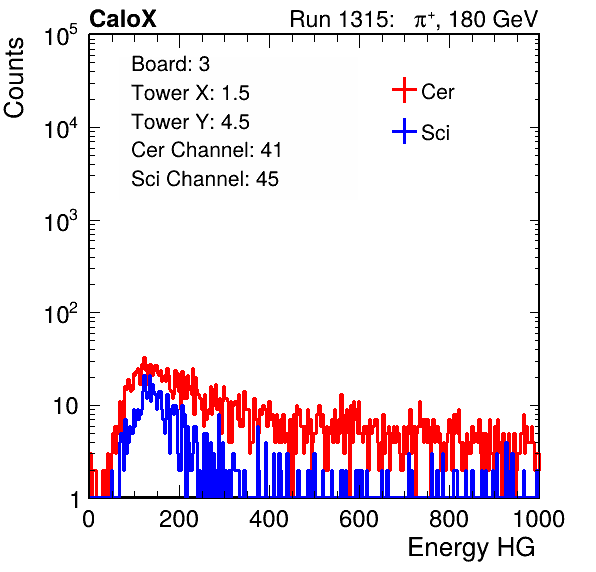 CaloX Run 1315: π⁺, 180 GeV
Counts
10⁵
10⁴
10³
10²
10
1
Board: 3
Tower X: 1.5
Tower Y: 4.5
Cer Channel: 41
Sci Channel: 45
Cer
Sci
0 200 400 600 800 1000
Energy HG